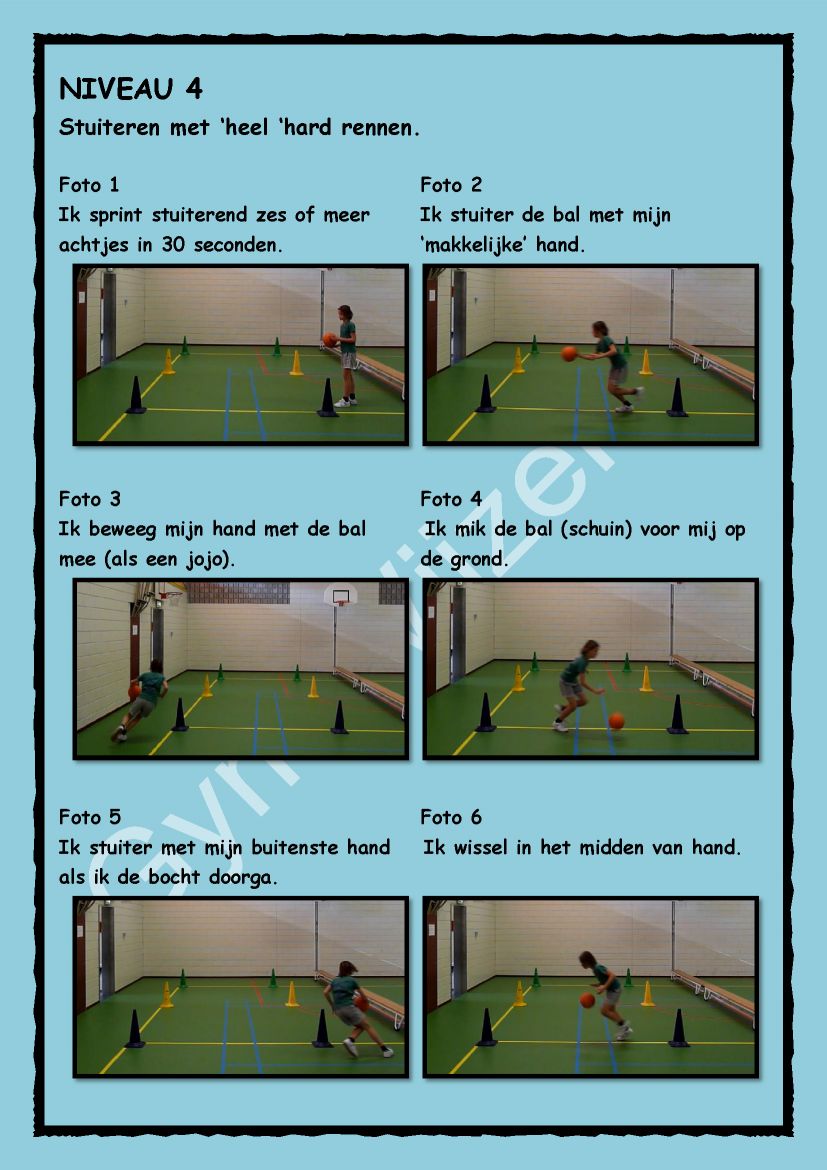 NIVEAU 4
Stuiteren met ‘heel ‘hard rennen.
Foto 1
Ik sprint stuiterend zes of meer
achtjes in 30 seconden.
Foto 2
Ik stuiter de bal met mijn
‘makkelijke’ hand.
Foto 3
Ik beweeg mijn hand met de bal
mee (als een jojo).
Foto 4
Ik mik de bal (schuin) voor mij op
de grond.
Foto 5
Ik stuiter met mijn buitenste hand
als ik de bocht doorga.
Foto 6
Ik wissel in het midden van hand.